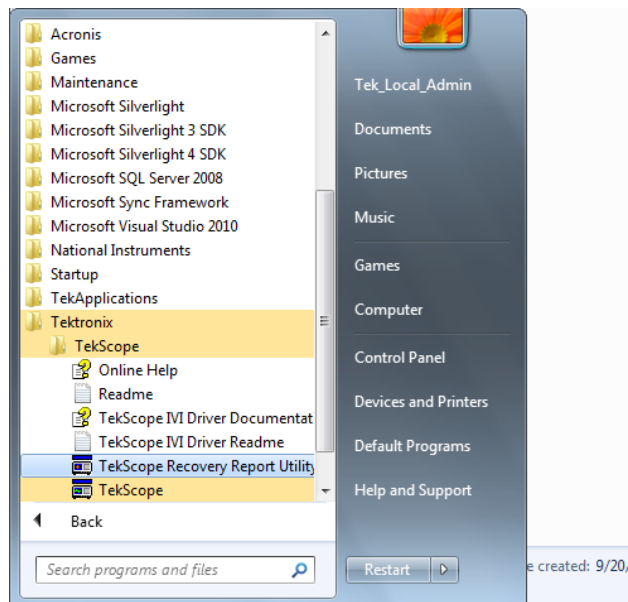 Acronis
Games
Maintenance
Microsoft Silverlight
Microsoft Silverlight 3 SDK
Microsoft Silverlight 4 SDK
Microsoft SQL Server 2008
Microsoft Sync Framework
Microsoft Visual Studio 2010
National Instruments
Startup
TekApplications
Tektronix
TekScope
Online Help
Readme
TekScope IVI Driver Documentat
TekScope IVI Driver Readme
TekScope Recovery Report Utility
TekScope
Back
Search programs and files
Tek_Local_Admin
Documents
Pictures
Music
Games
Computer
Control Panel
Devices and Printers
Default Programs
Help and Support
Restart
e created: 9/20/